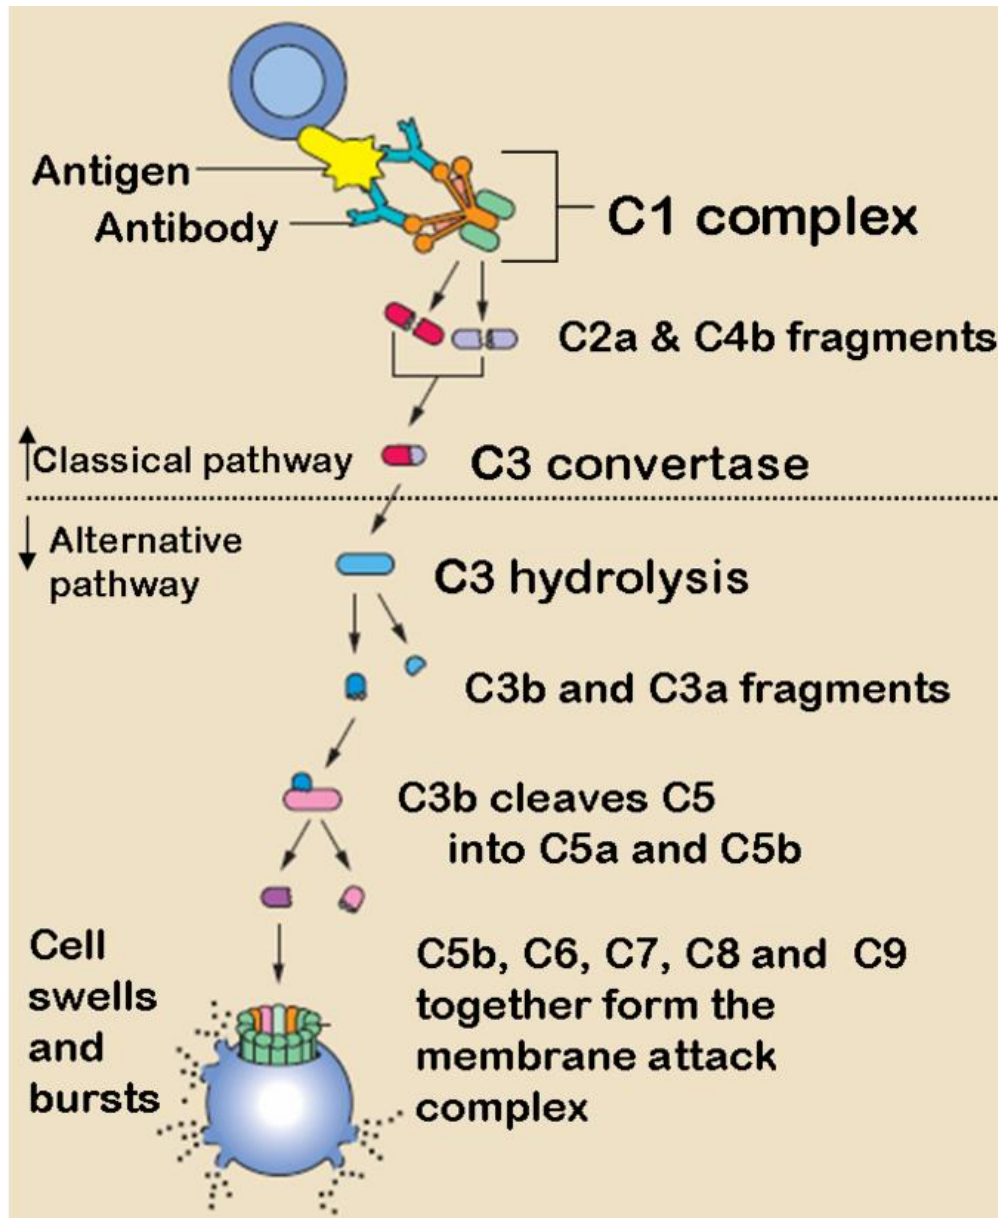 Antigen
Antibody
C1 complex
C2a & C4b fragments
Classical pathway
C3 convertase
Alternative
pathway
C3 hydrolysis
C3b and C3a fragments
C3b cleaves C5
into C5a and C5b
Cell
swells
and
bursts
C5b, C6, C7, C8 and C9
together form the
membrane attack
complex